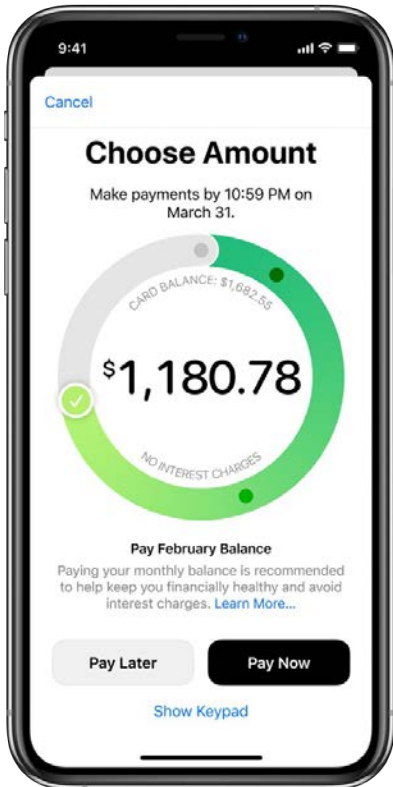 9:41
Cancel
Choose Amount
Make payments by 10:59 PM on
March 31.
CARD BALANCE: $1,682.55
$1,180.78
NO INTEREST CHARGES
Pay February Balance
Paying your monthly balance is recommended
to help keep you financially healthy and avoid
interest charges. Learn More...
Pay Later
Pay Now
Show Keypad